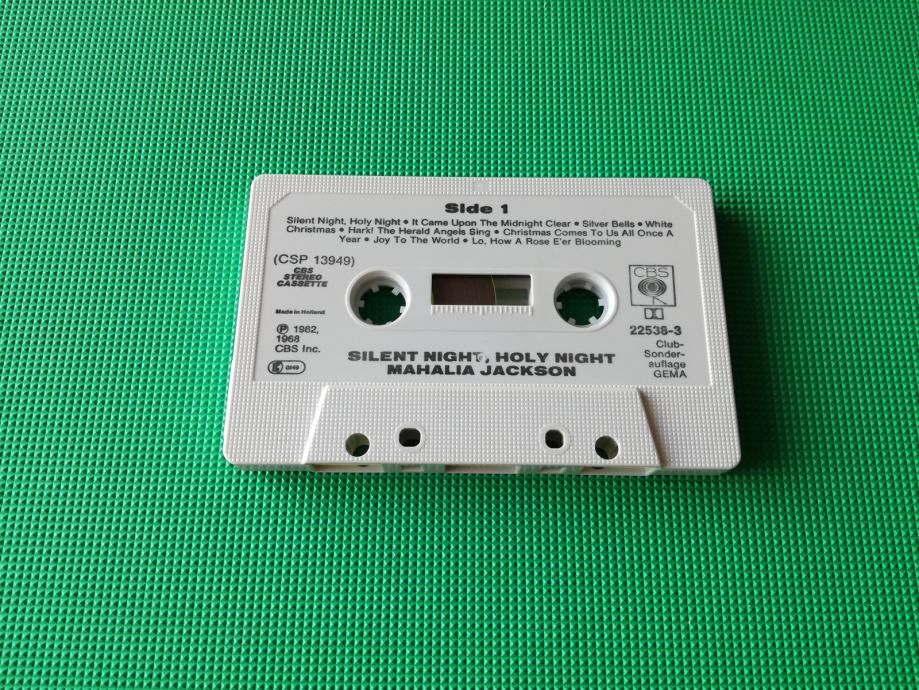 Side 1
Silent Night, Holy Night • It Came Upon The Midnight Clear • Silver Bells • White
Christmas • Hark! The Herald Angels Sing • Christmas Comes To Us All Once A
Year • Joy To The World • Lo, How A Rose E'er Blooming
(CSP 13949)
CBS
STEREO
CASSETTE
Made in Holland
℗ 1962,
1968
CBS Inc.
CBS
22538-3
Club-
Sonder-
auflage
GEMA
SILENT NIGHT, HOLY NIGHT
MAHALIA JACKSON